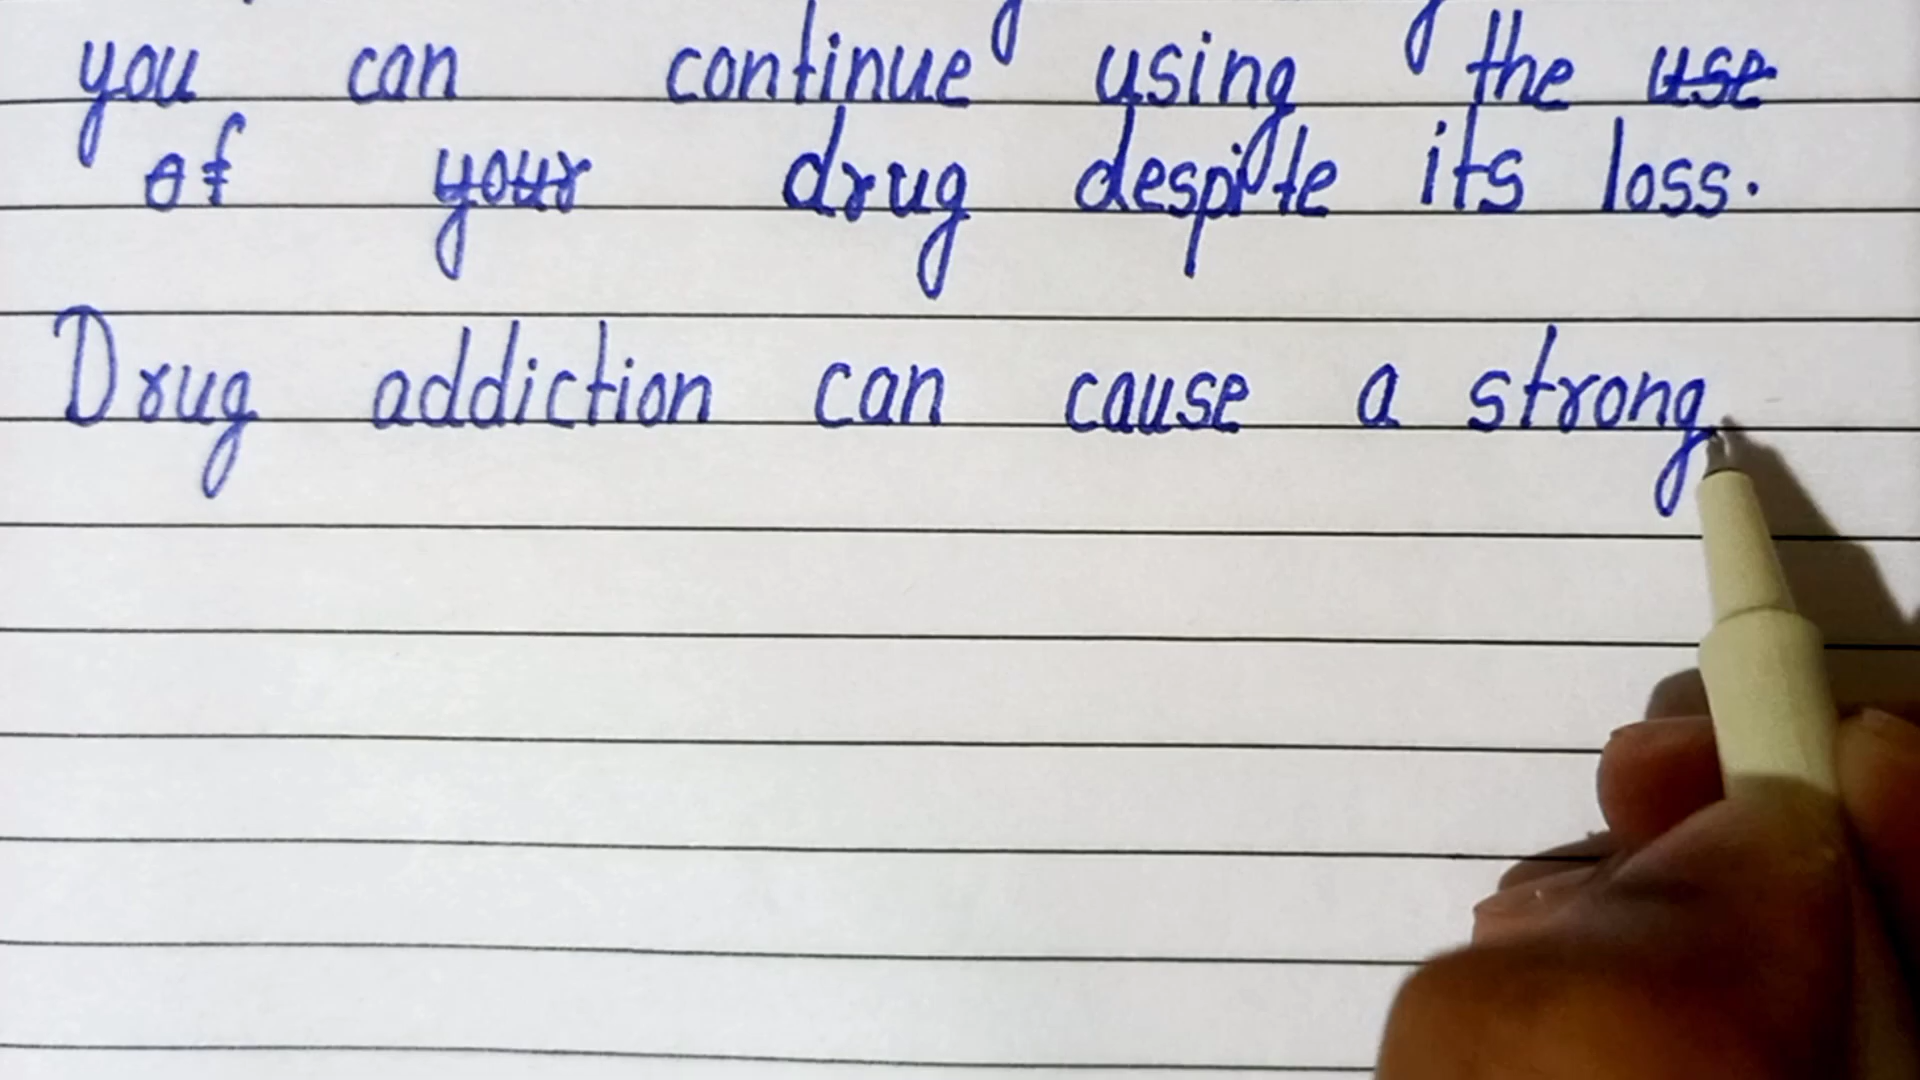 you can continue using the use
of your drug despite its loss.
Drug addiction can cause a strong